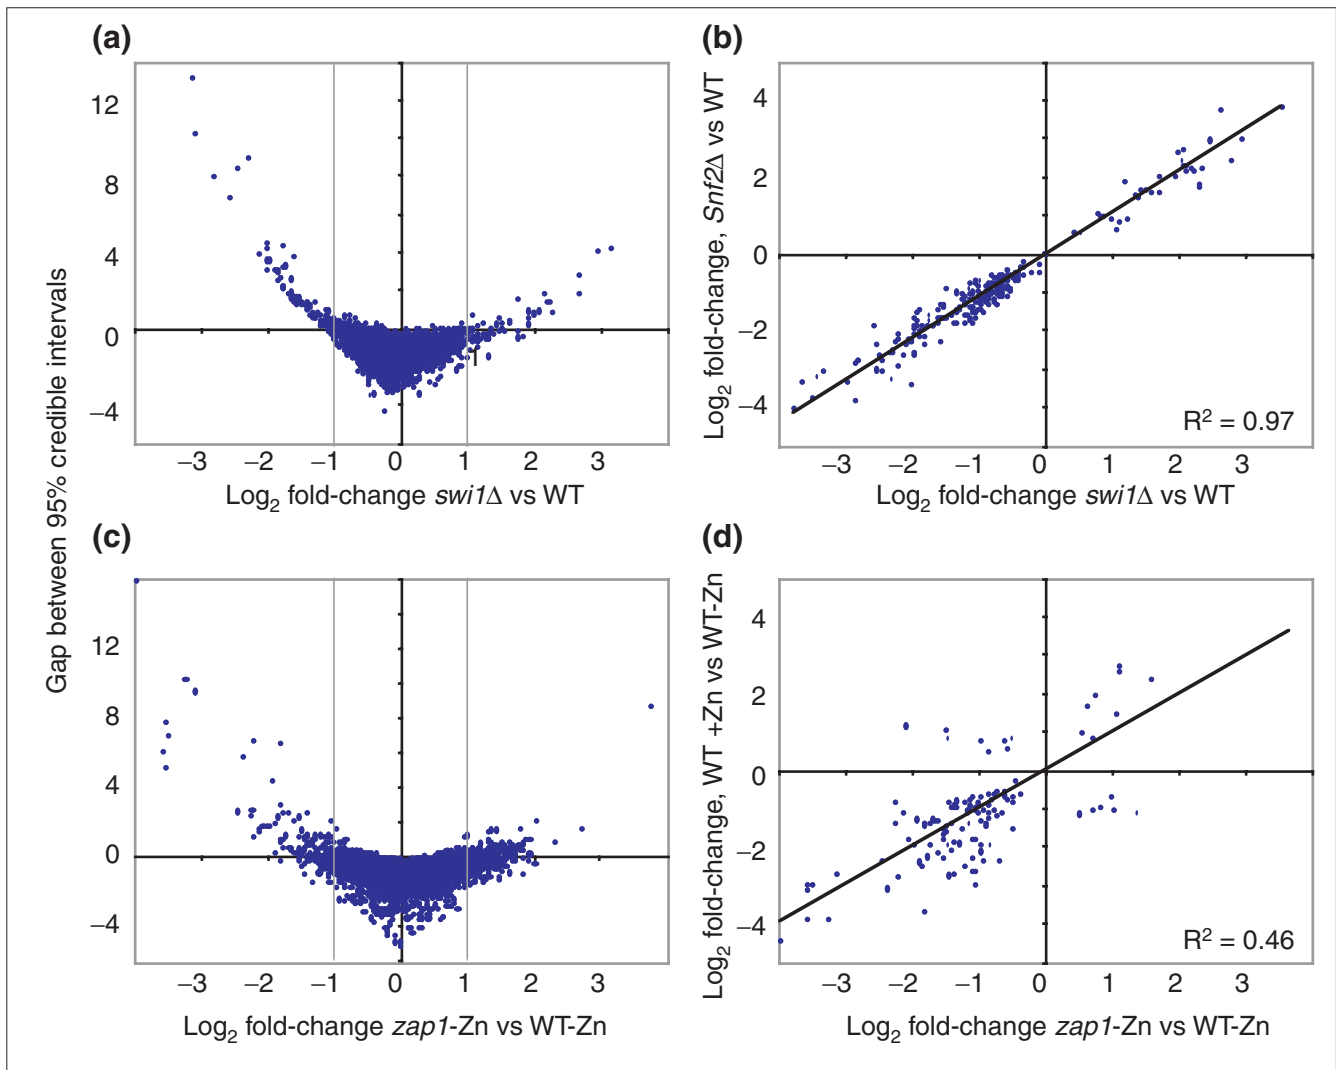 (a)
(b)
Gap between 95% credible intervals
12
8
4
0
−4
−3 −2 −1 0 1 2 3
Log2 fold-change swi1Δ vs WT
Log2 fold-change, Snf2Δ vs WT
4
2
0
−2
−4
R2 = 0.97
−3 −2 −1 0 1 2 3
Log2 fold-change swi1Δ vs WT
(c)
(d)
12
8
4
0
−4
−3 −2 −1 0 1 2 3
Log2 fold-change zap1-Zn vs WT-Zn
Log2 fold-change, WT +Zn vs WT-Zn
4
2
0
−2
−4
R2 = 0.46
−3 −2 −1 0 1 2 3
Log2 fold-change zap1-Zn vs WT-Zn